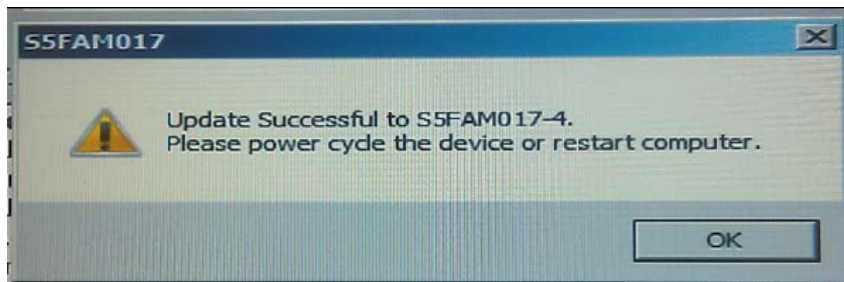 S5FAM017
Update Successful to S5FAM017-4.
Please power cycle the device or restart computer.
OK